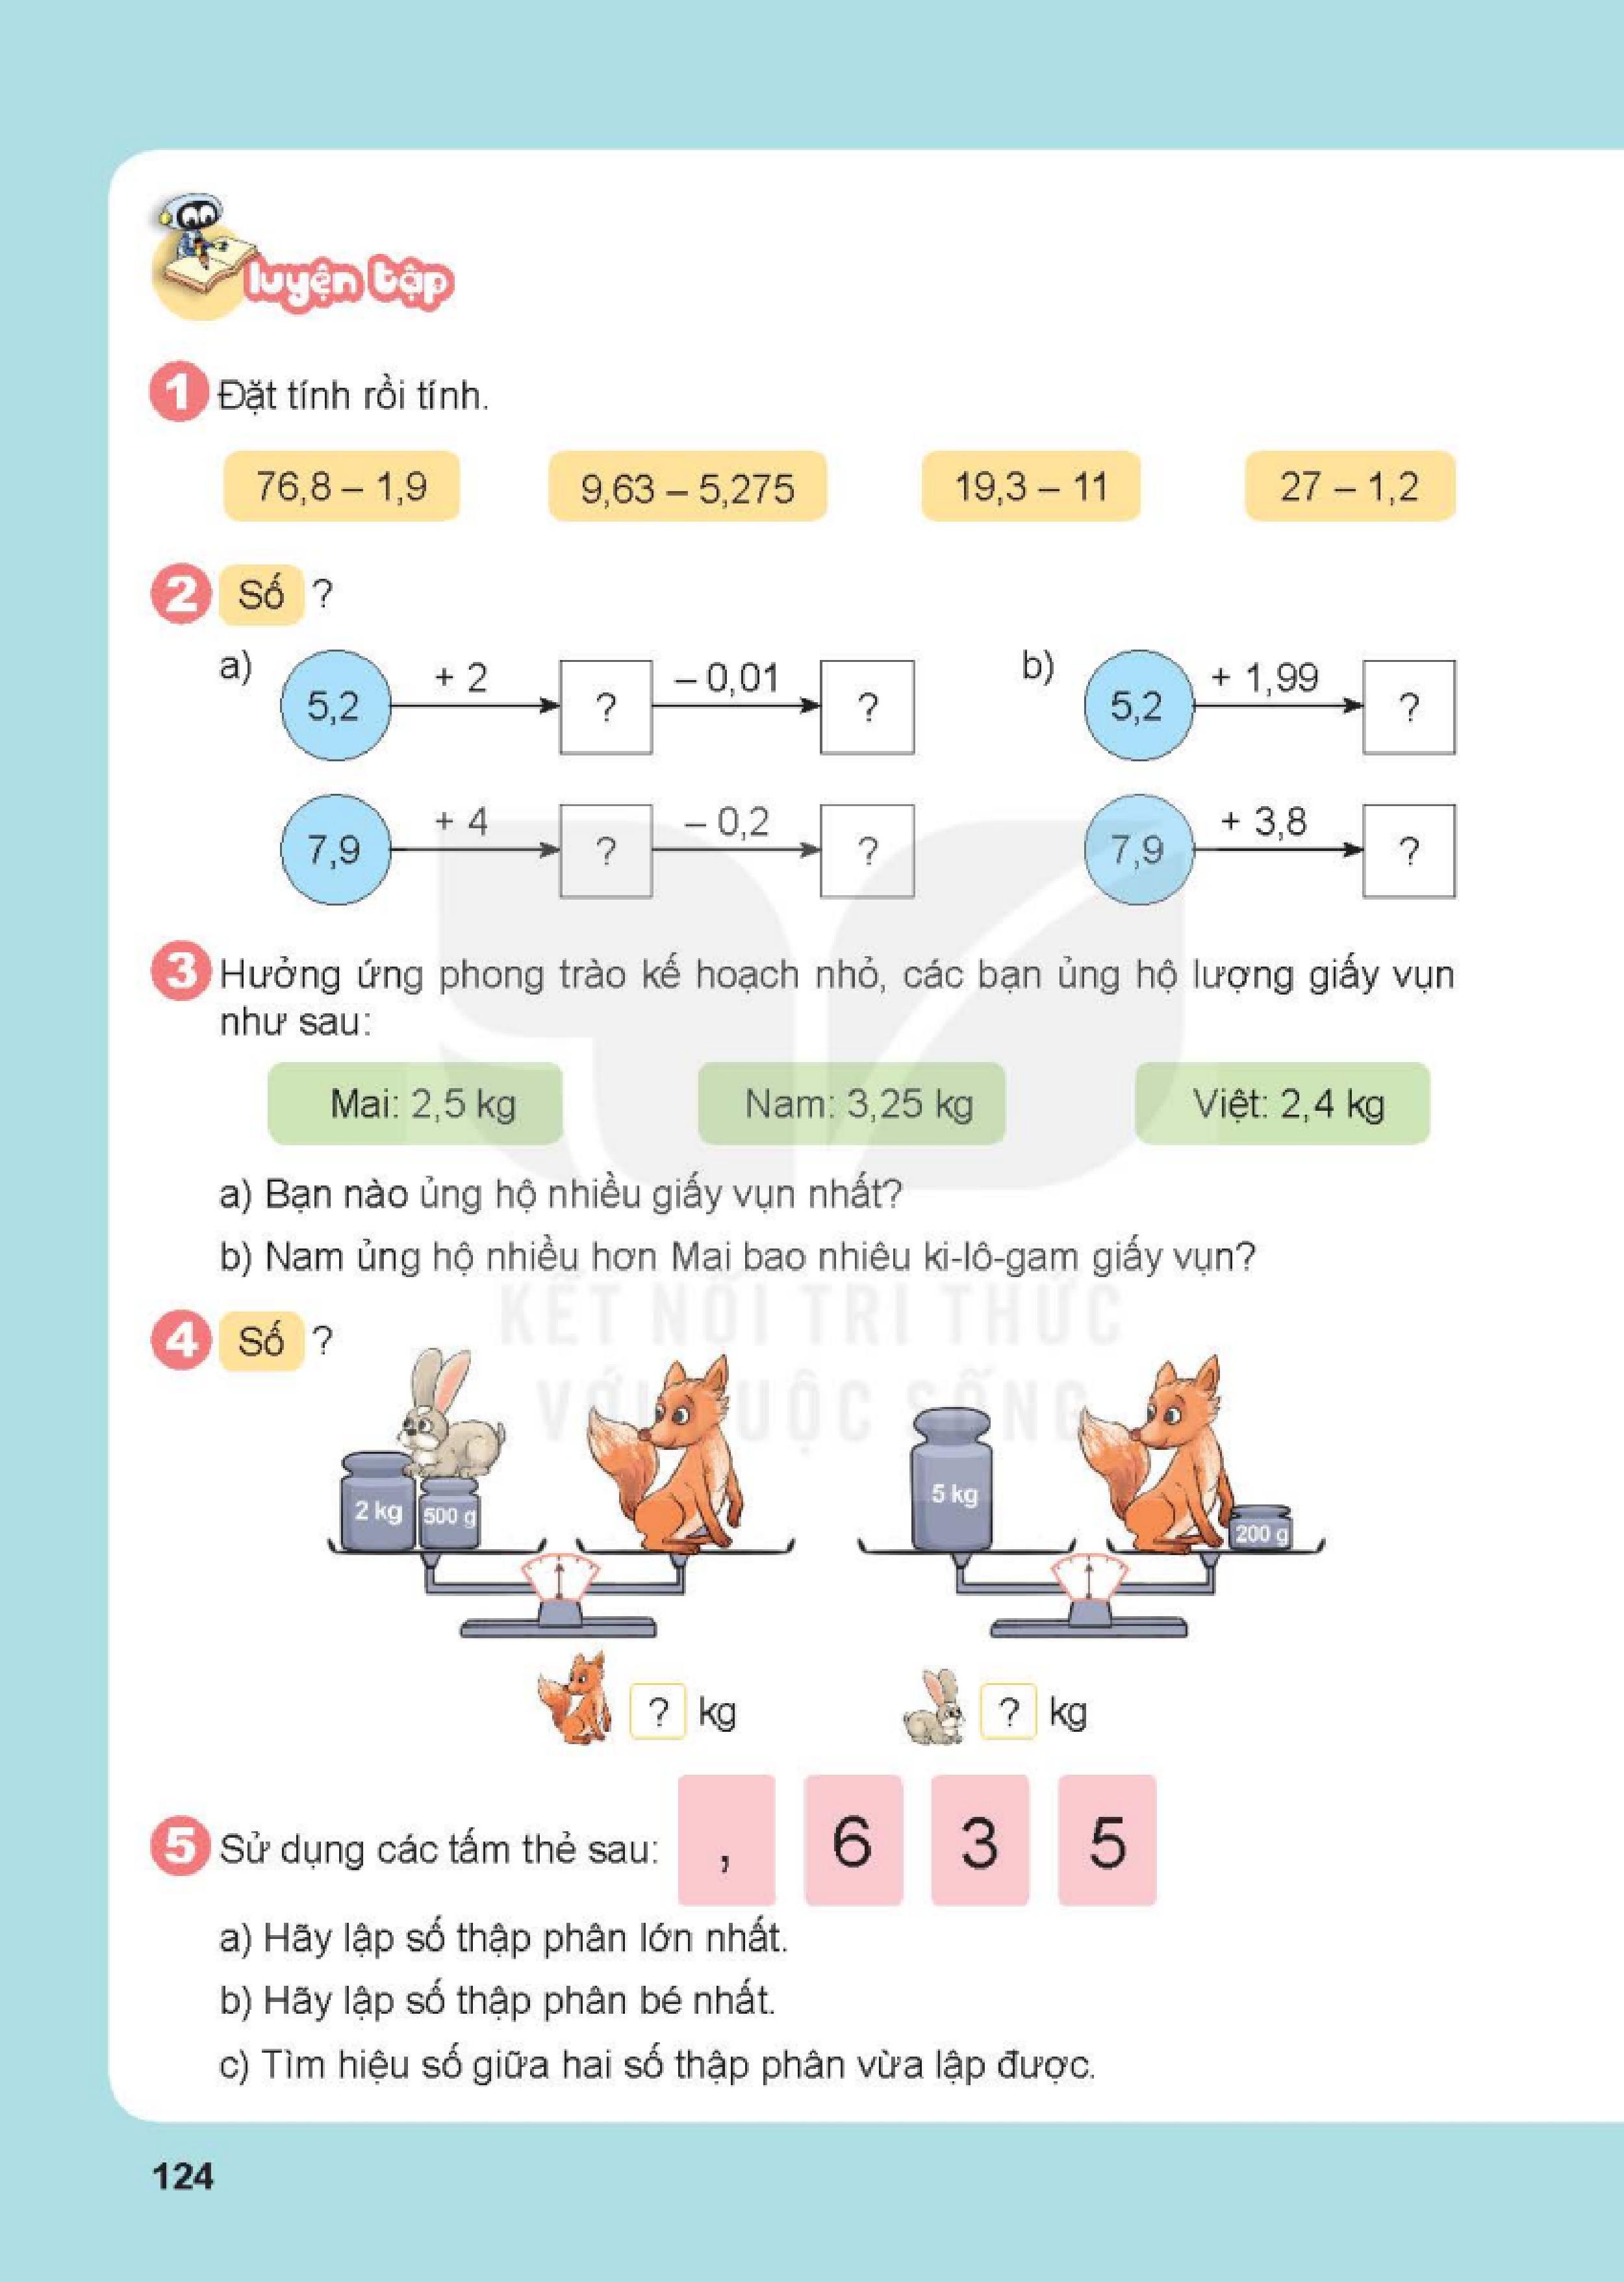 luyện tập
1 Đặt tính rồi tính.
76,8 – 1,9 9,63 – 5,275 19,3 – 11 27 – 1,2
2 Số ?
a) 5,2 + 2 ? – 0,01 ? b) 5,2 + 1,99 ?
7,9 + 4 ? – 0,2 ? 7,9 + 3,8 ?
3 Hưởng ứng phong trào kế hoạch nhỏ, các bạn ủng hộ lượng giấy vụn
như sau:
Mai: 2,5 kg Nam: 3,25 kg Việt: 2,4 kg
a) Bạn nào ủng hộ nhiều giấy vụn nhất?
b) Nam ủng hộ nhiều hơn Mai bao nhiêu ki-lô-gam giấy vụn?
KẾT NỐI TRI THỨC
VỚI CUỘC SỐNG
4 Số ?
2 kg 500 g 5 kg 200 g
? kg ? kg
5 Sử dụng các tấm thẻ sau: , 6 3 5
a) Hãy lập số thập phân lớn nhất.
b) Hãy lập số thập phân bé nhất.
c) Tìm hiệu số giữa hai số thập phân vừa lập được.
124